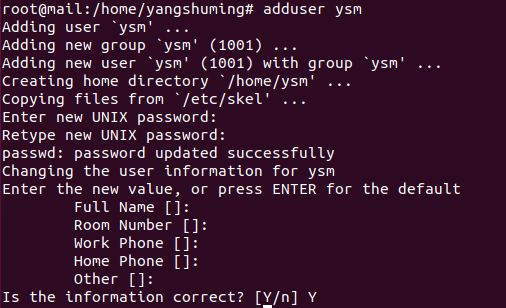 root@mail:/home/yangshuming# adduser ysm
Adding user `ysm' ...
Adding new group `ysm' (1001) ...
Adding new user `ysm' (1001) with group `ysm' ...
Creating home directory `/home/ysm' ...
Copying files from `/etc/skel' ...
Enter new UNIX password:
Retype new UNIX password:
passwd: password updated successfully
Changing the user information for ysm
Enter the new value, or press ENTER for the default
        Full Name []:
        Room Number []:
        Work Phone []:
        Home Phone []:
        Other []:
Is the information correct? [Y/n] Y